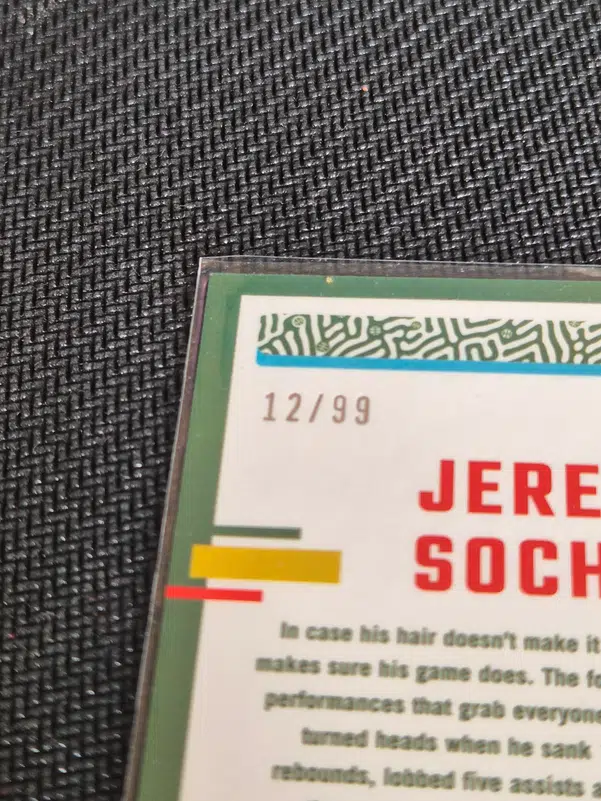 12/99
JERE
SOCH
In case his hair doesn't make it
makes sure his game does. The fo
performances that grab everyone
turned heads when he sank
rebounds, lobbed five assists a